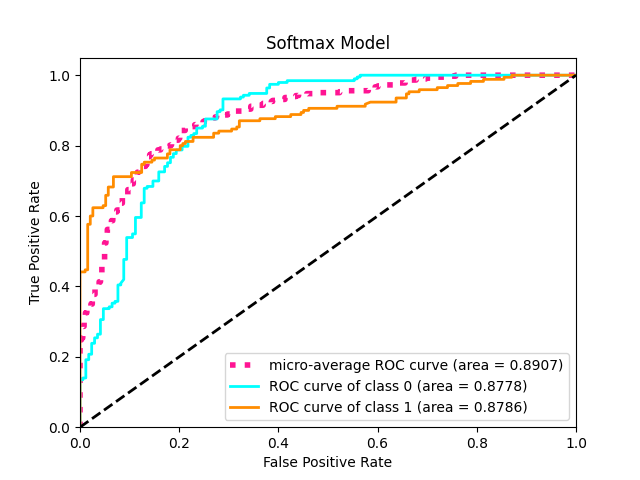 Softmax Model
1.0
0.8
0.6
0.4
0.2
0.0
True Positive Rate
micro-average ROC curve (area = 0.8907)
ROC curve of class 0 (area = 0.8778)
ROC curve of class 1 (area = 0.8786)
0.0 0.2 0.4 0.6 0.8 1.0
False Positive Rate